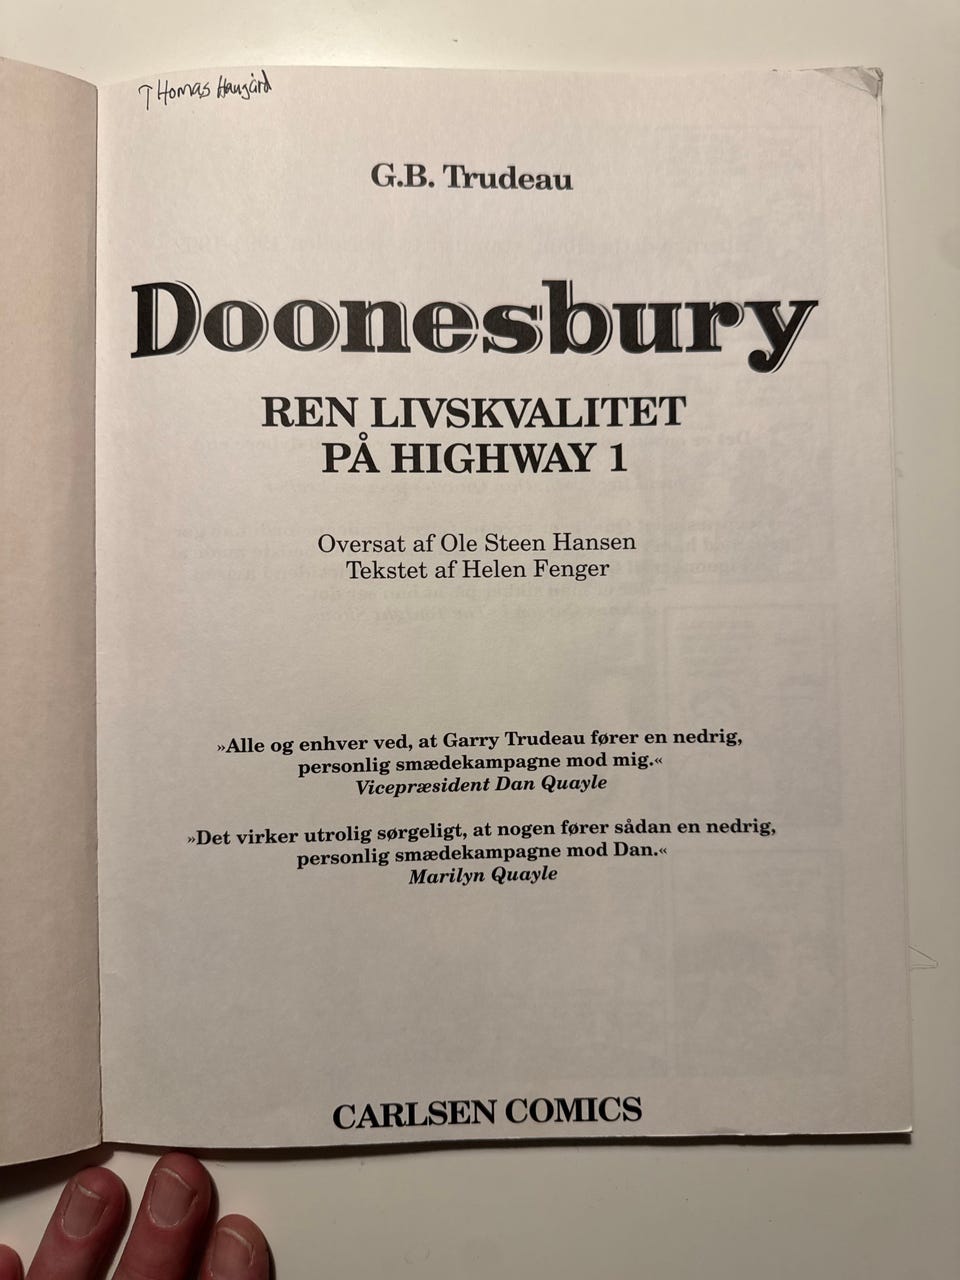 Thomas Haugård
G.B. Trudeau
Doonesbury
REN LIVSKVALITET
PÅ HIGHWAY 1
Oversat af Ole Steen Hansen
Tekstet af Helen Fenger
»Alle og enhver ved, at Garry Trudeau fører en nedrig,
personlig smædekampagne mod mig.«
Vicepræsident Dan Quayle
»Det virker utrolig sørgeligt, at nogen fører sådan en nedrig,
personlig smædekampagne mod Dan.«
Marilyn Quayle
CARLSEN COMICS